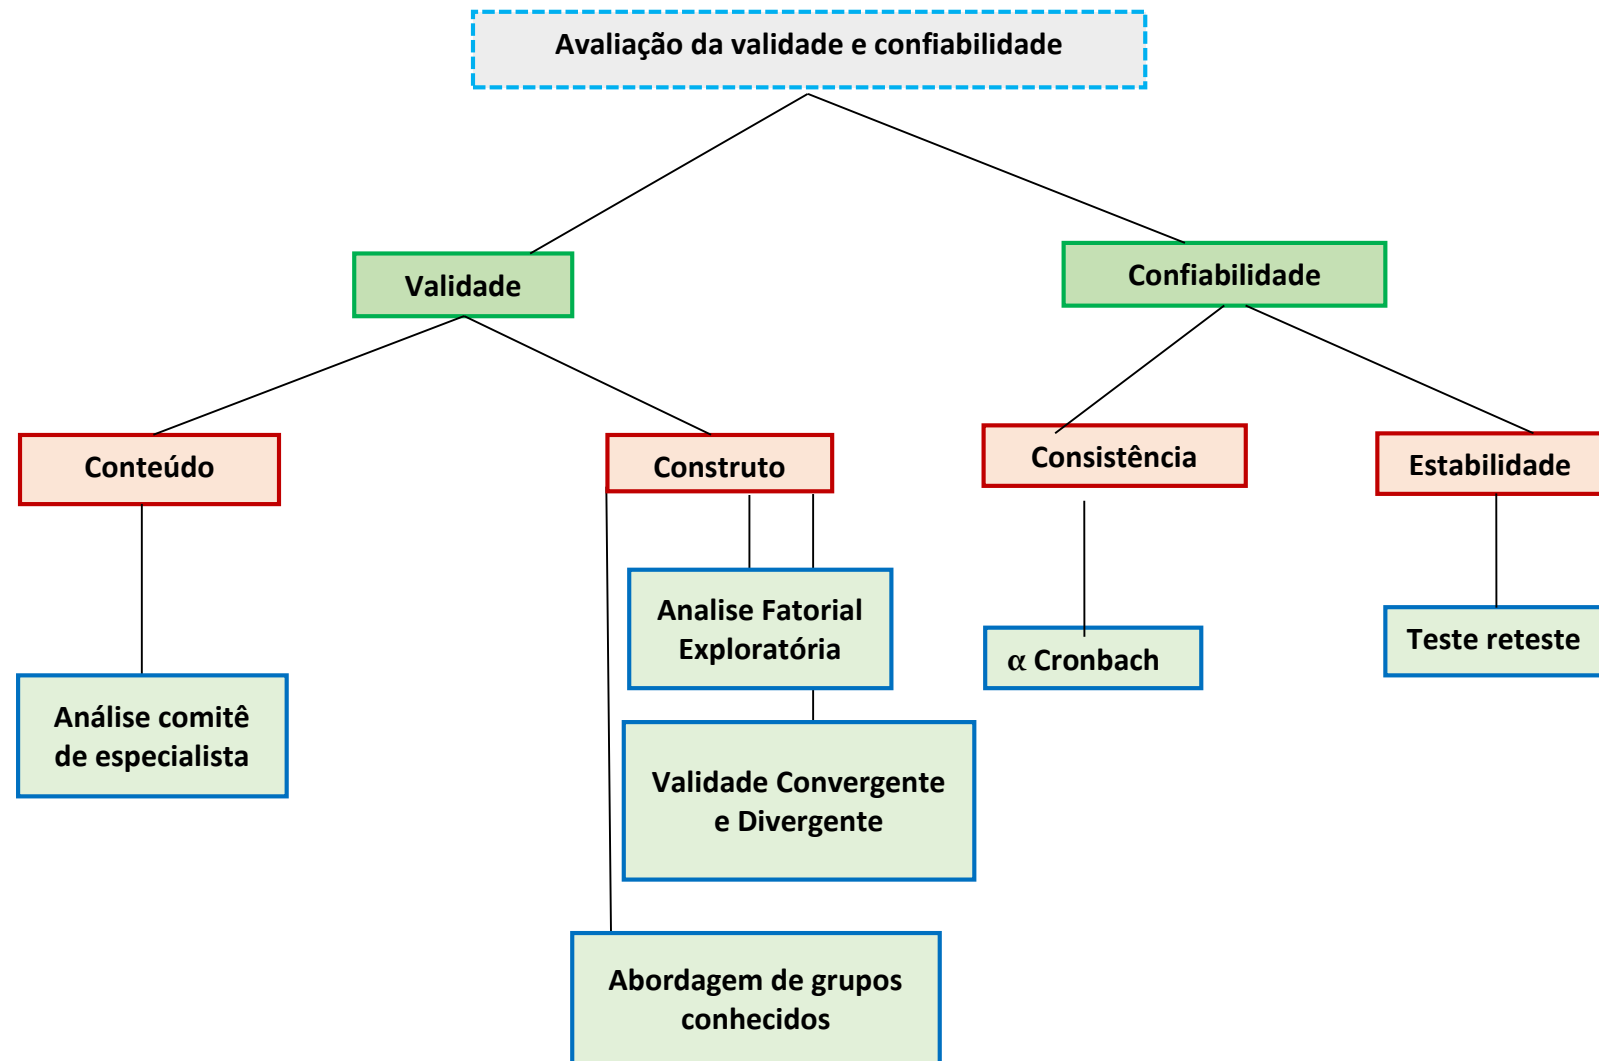 Avaliação da validade e confiabilidade
Validade
Confiabilidade
Conteúdo
Construto
Consistência
Estabilidade
Analise Fatorial
Exploratória
α Cronbach
Teste reteste
Análise comitê
de especialista
Validade Convergente
e Divergente
Abordagem de grupos
conhecidos